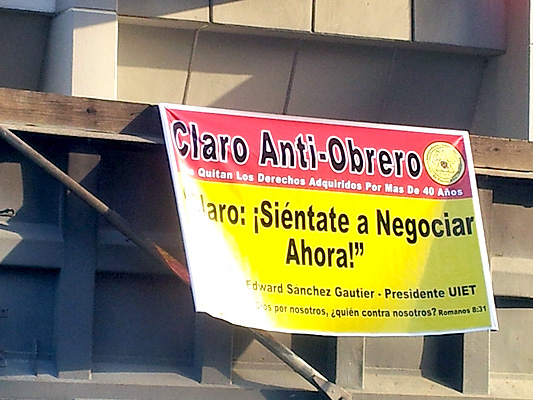 Claro Anti-Obrero
Quitan Los Derechos Adquiridos Por Mas De 40 Años
Claro: ¡Siéntate a Negociar
Ahora!”
Edward Sanchez Gautier - Presidente UIET
Dios por nosotros, ¿quién contra nosotros? Romanos 8:31